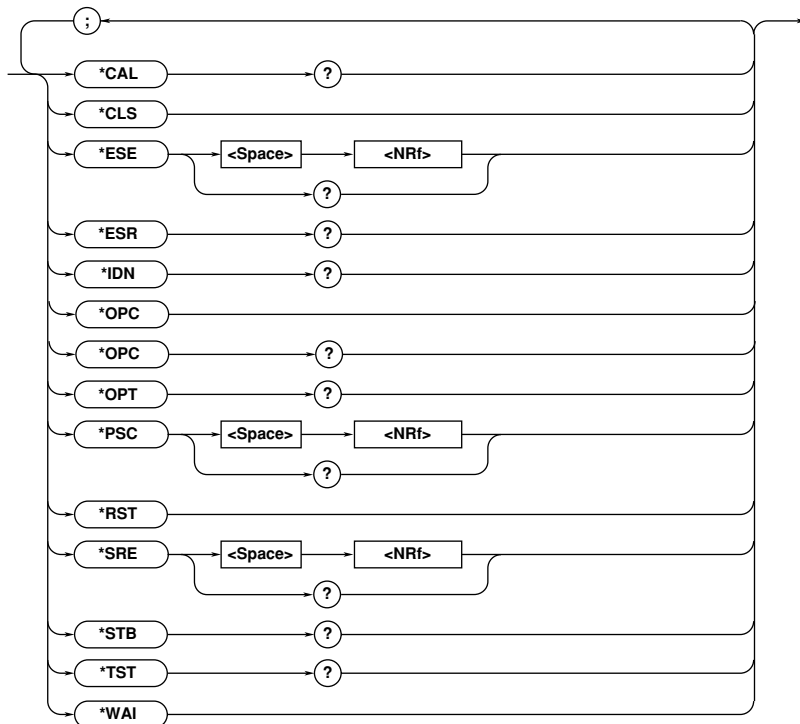 ;
*CAL ?
*CLS
*ESE <Space> <NRf>
?
*ESR ?
*IDN ?
*OPC
*OPC ?
*OPT ?
*PSC <Space> <NRf>
?
*RST
*SRE <Space> <NRf>
?
*STB ?
*TST ?
*WAI